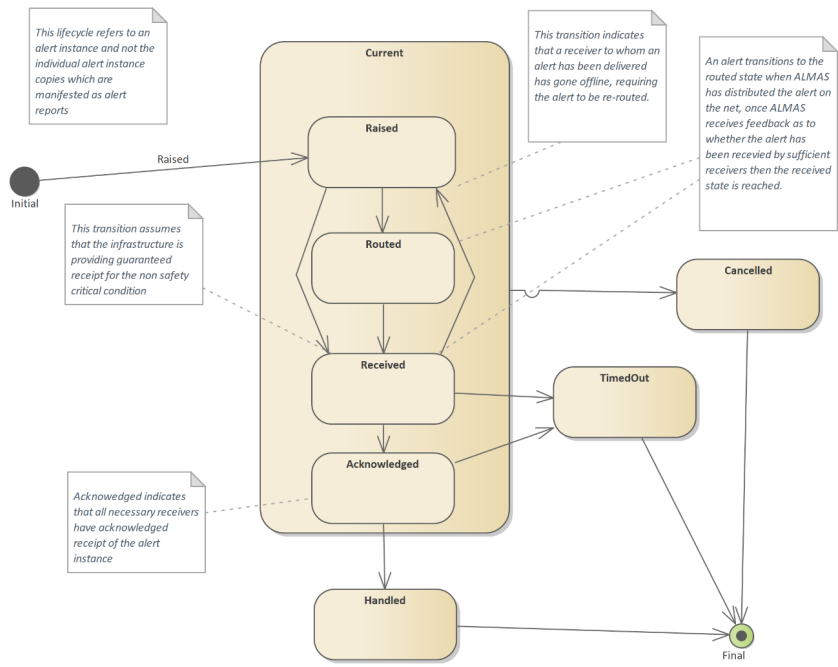 This lifecycle refers to an
alert instance and not the
individual alert instance
copies which are
manifested as alert
reports
Current
This transition indicates
that a receiver to whom an
alert has been delivered
has gone offline, requiring
the alert to be re-routed.
An alert transitions to the
routed state when ALMAS
has distributed the alert on
the net, once ALMAS
receives feedback as to
whether the alert has
been recevied by sufficient
receivers then the received
state is reached.
Raised
Raised
Initial
This transition assumes
that the infrastructure is
providing guaranteed
receipt for the non safety
critical condition
Routed
Cancelled
Received
TimedOut
Acknowledged
Acknowedged indicates
that all necessary receivers
have acknowledged
receipt of the alert
instance
Handled
Final